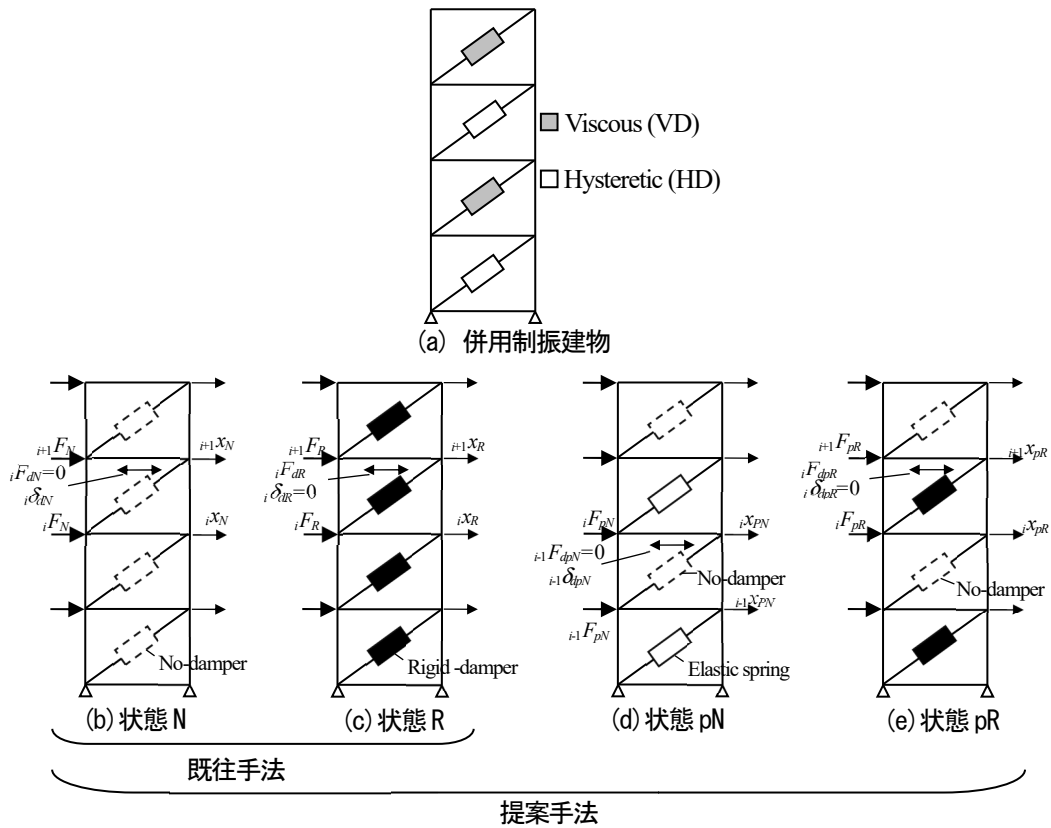 Viscous (VD)
Hysteretic (HD)
(a) 併用制振建物
i+1FN
i+1xN
iFdN=0
iδdN
iFN
ixN
No-damper
(b) 状態 N
i+1FR
i+1xR
iFdR
iδdR=0
iFR
ixR
Rigid -damper
(c) 状態 R
iFpN
ixPN
i-1FdpN=0
i-1δdpN
No-damper
i-1xPN
i-1FpN
Elastic spring
(d) 状態 pN
i+1FpR
i+1xpR
iFdpR
iδdpR=0
iFpR
ixpR
No-damper
(e) 状態 pR
既往手法
提案手法